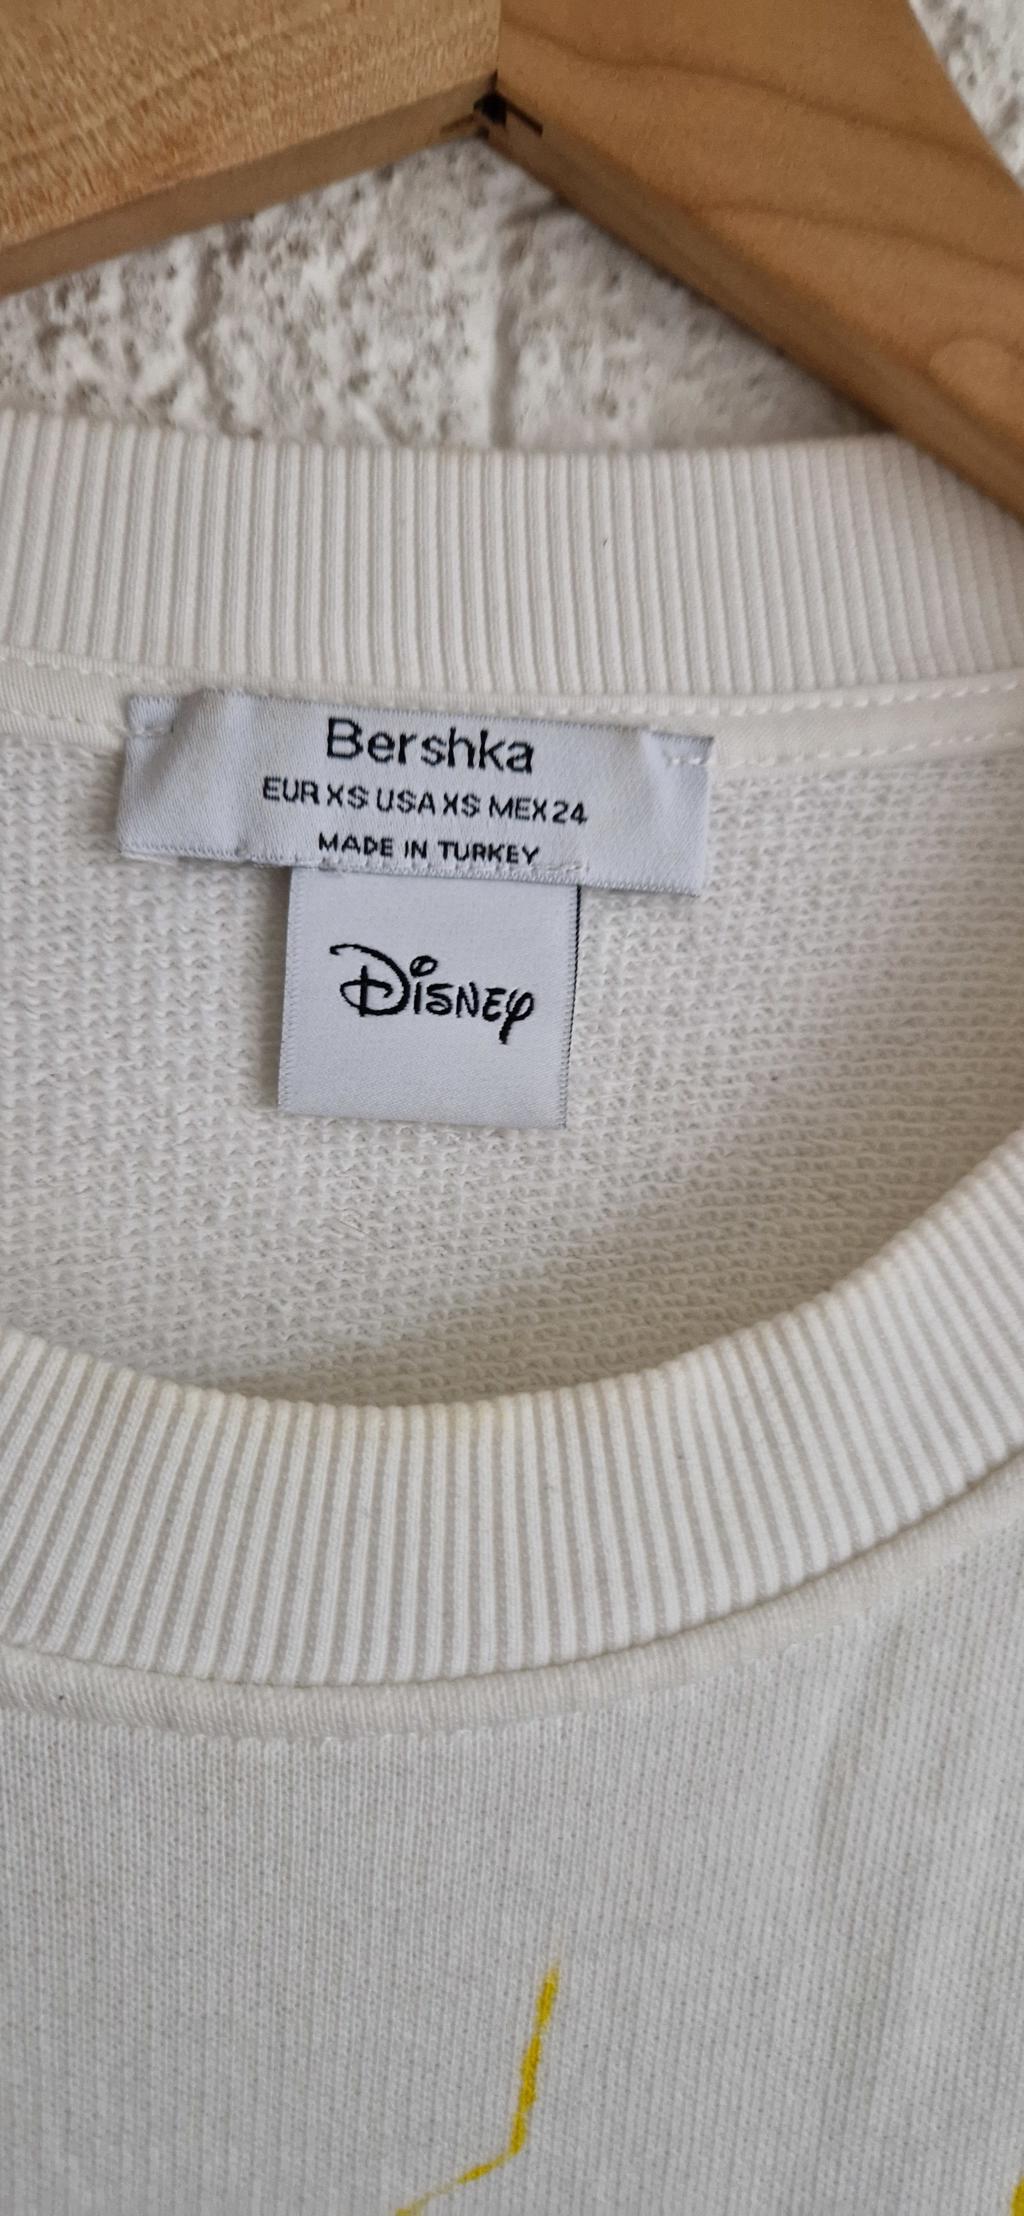 Bershka
EUR XS USA XS MEX 24
MADE IN TURKEY
Disney